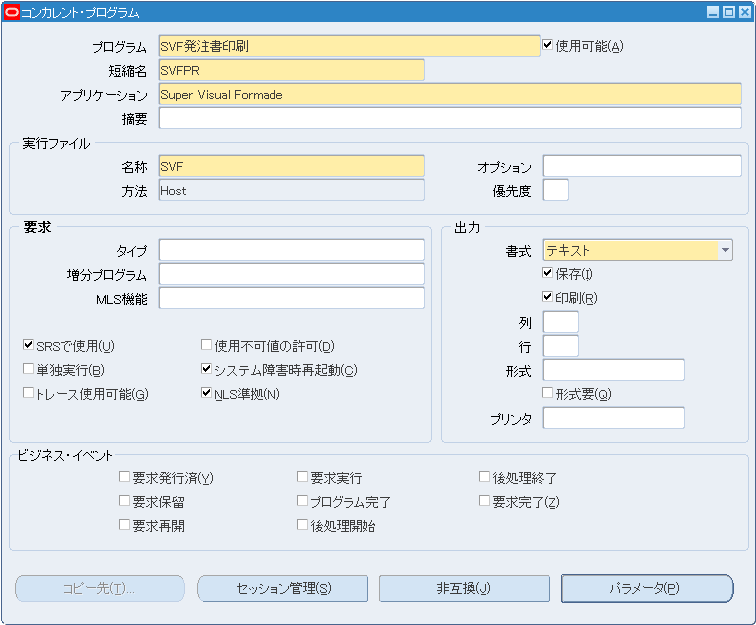 コンカレント・プログラム
プログラム SVF発注書印刷 使用可能(A)
短縮名 SVFPR
アプリケーション Super Visual Formade
摘要
実行ファイル
名称 SVF オプション
方法 Host 優先度
要求
タイプ
増分プログラム
MLS機能
SRSで使用(U) 使用不可値の許可(D)
単独実行(B) システム障害時再起動(C)
トレース使用可能(G) NLS準拠(N)
出力
書式 テキスト
保存(I)
印刷(R)
列
行
形式
形式要(Q)
プリンタ
ビジネス・イベント
要求発行済(Y) 要求実行 後処理終了
要求保留 プログラム完了 要求完了(Z)
要求再開 後処理開始
コピー先(T)... セッション管理(S) 非互換(J) パラメータ(P)